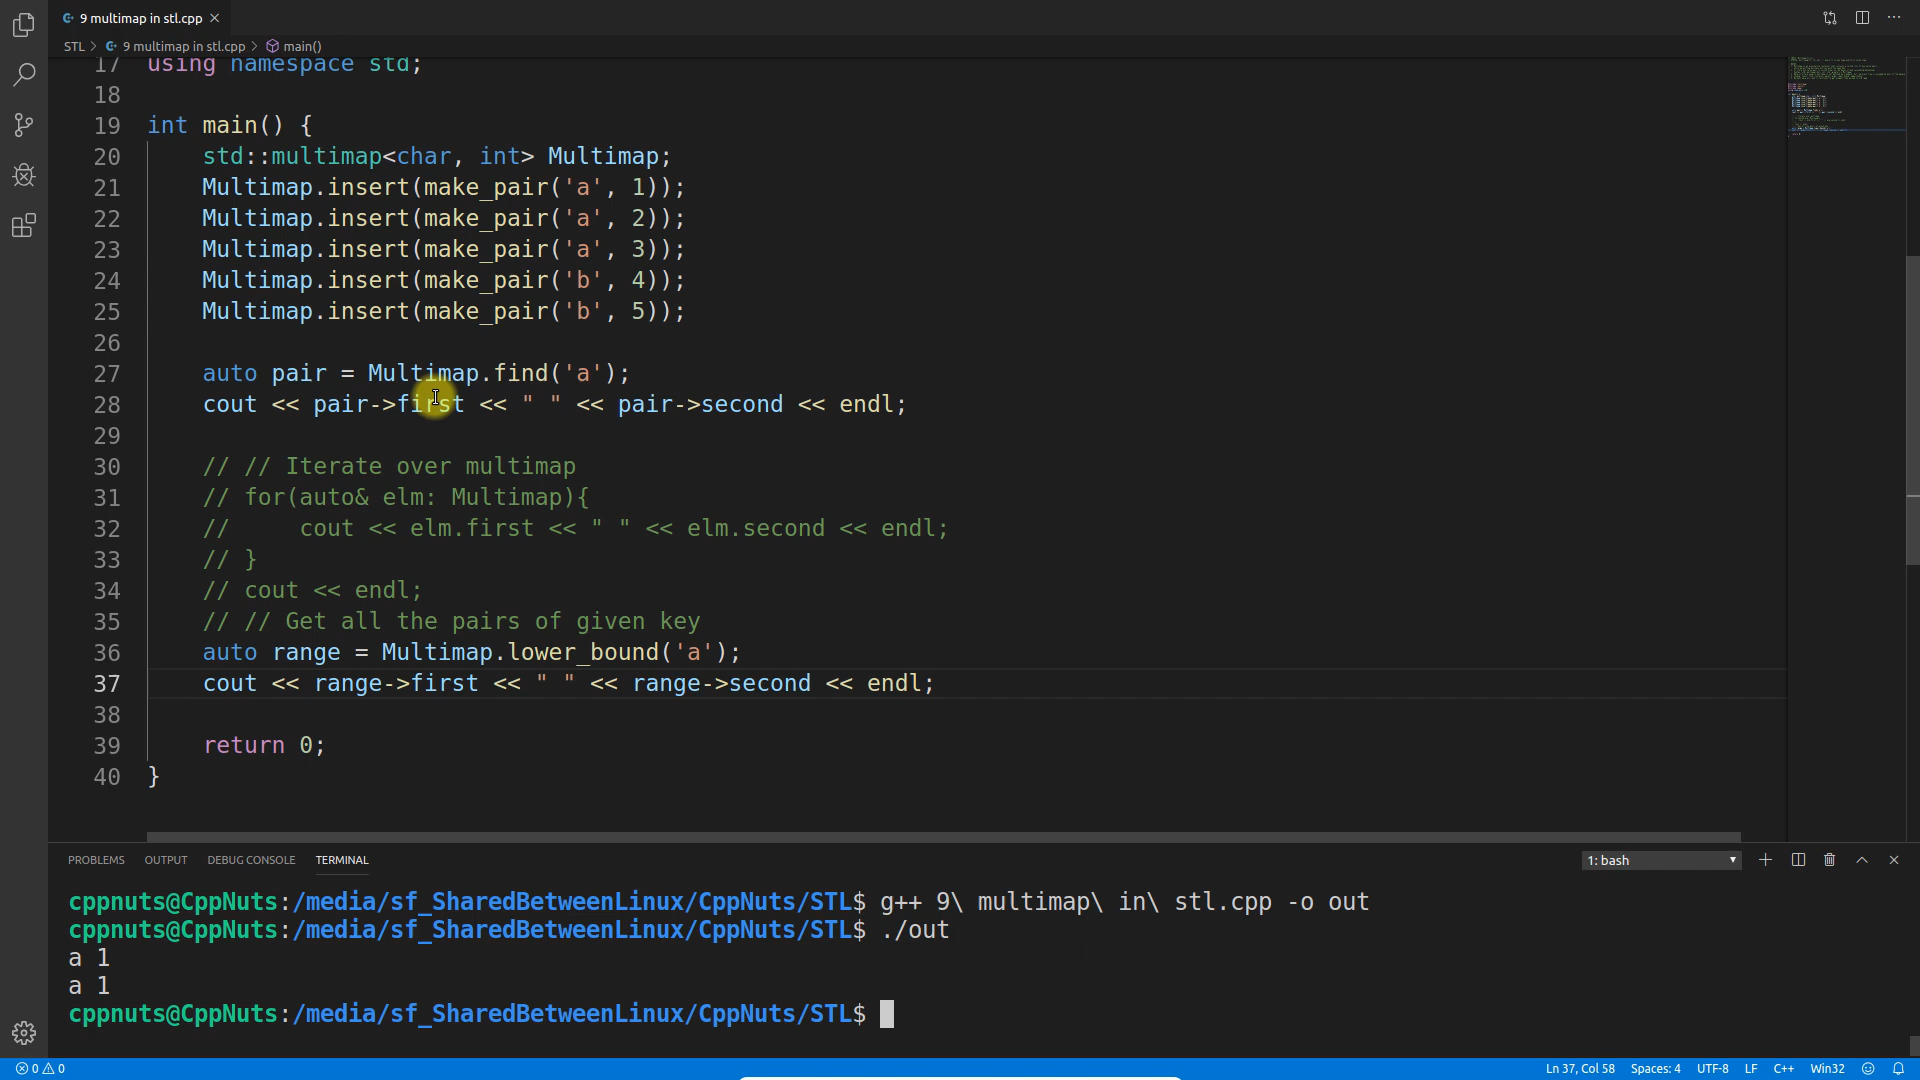 9 multimap in stl.cpp
STL > 9 multimap in stl.cpp > main()
17 using namespace std;
18
19 int main() {
20 std::multimap<char, int> Multimap;
21 Multimap.insert(make_pair('a', 1));
22 Multimap.insert(make_pair('a', 2));
23 Multimap.insert(make_pair('a', 3));
24 Multimap.insert(make_pair('b', 4));
25 Multimap.insert(make_pair('b', 5));
26
27 auto pair = Multimap.find('a');
28 cout << pair->first << " " << pair->second << endl;
29
30 // // Iterate over multimap
31 // for(auto& elm: Multimap){
32 //     cout << elm.first << " " << elm.second << endl;
33 // }
34 // cout << endl;
35 // // Get all the pairs of given key
36 auto range = Multimap.lower_bound('a');
37 cout << range->first << " " << range->second << endl;
38
39 return 0;
40 }
PROBLEMS OUTPUT DEBUG CONSOLE TERMINAL 1: bash
cppnuts@CppNuts:/media/sf_SharedBetweenLinux/CppNuts/STL$ g++ 9\ multimap\ in\ stl.cpp -o out
cppnuts@CppNuts:/media/sf_SharedBetweenLinux/CppNuts/STL$ ./out
a 1
a 1
cppnuts@CppNuts:/media/sf_SharedBetweenLinux/CppNuts/STL$
0 0 Ln 37, Col 58 Spaces: 4 UTF-8 LF C++ Win32